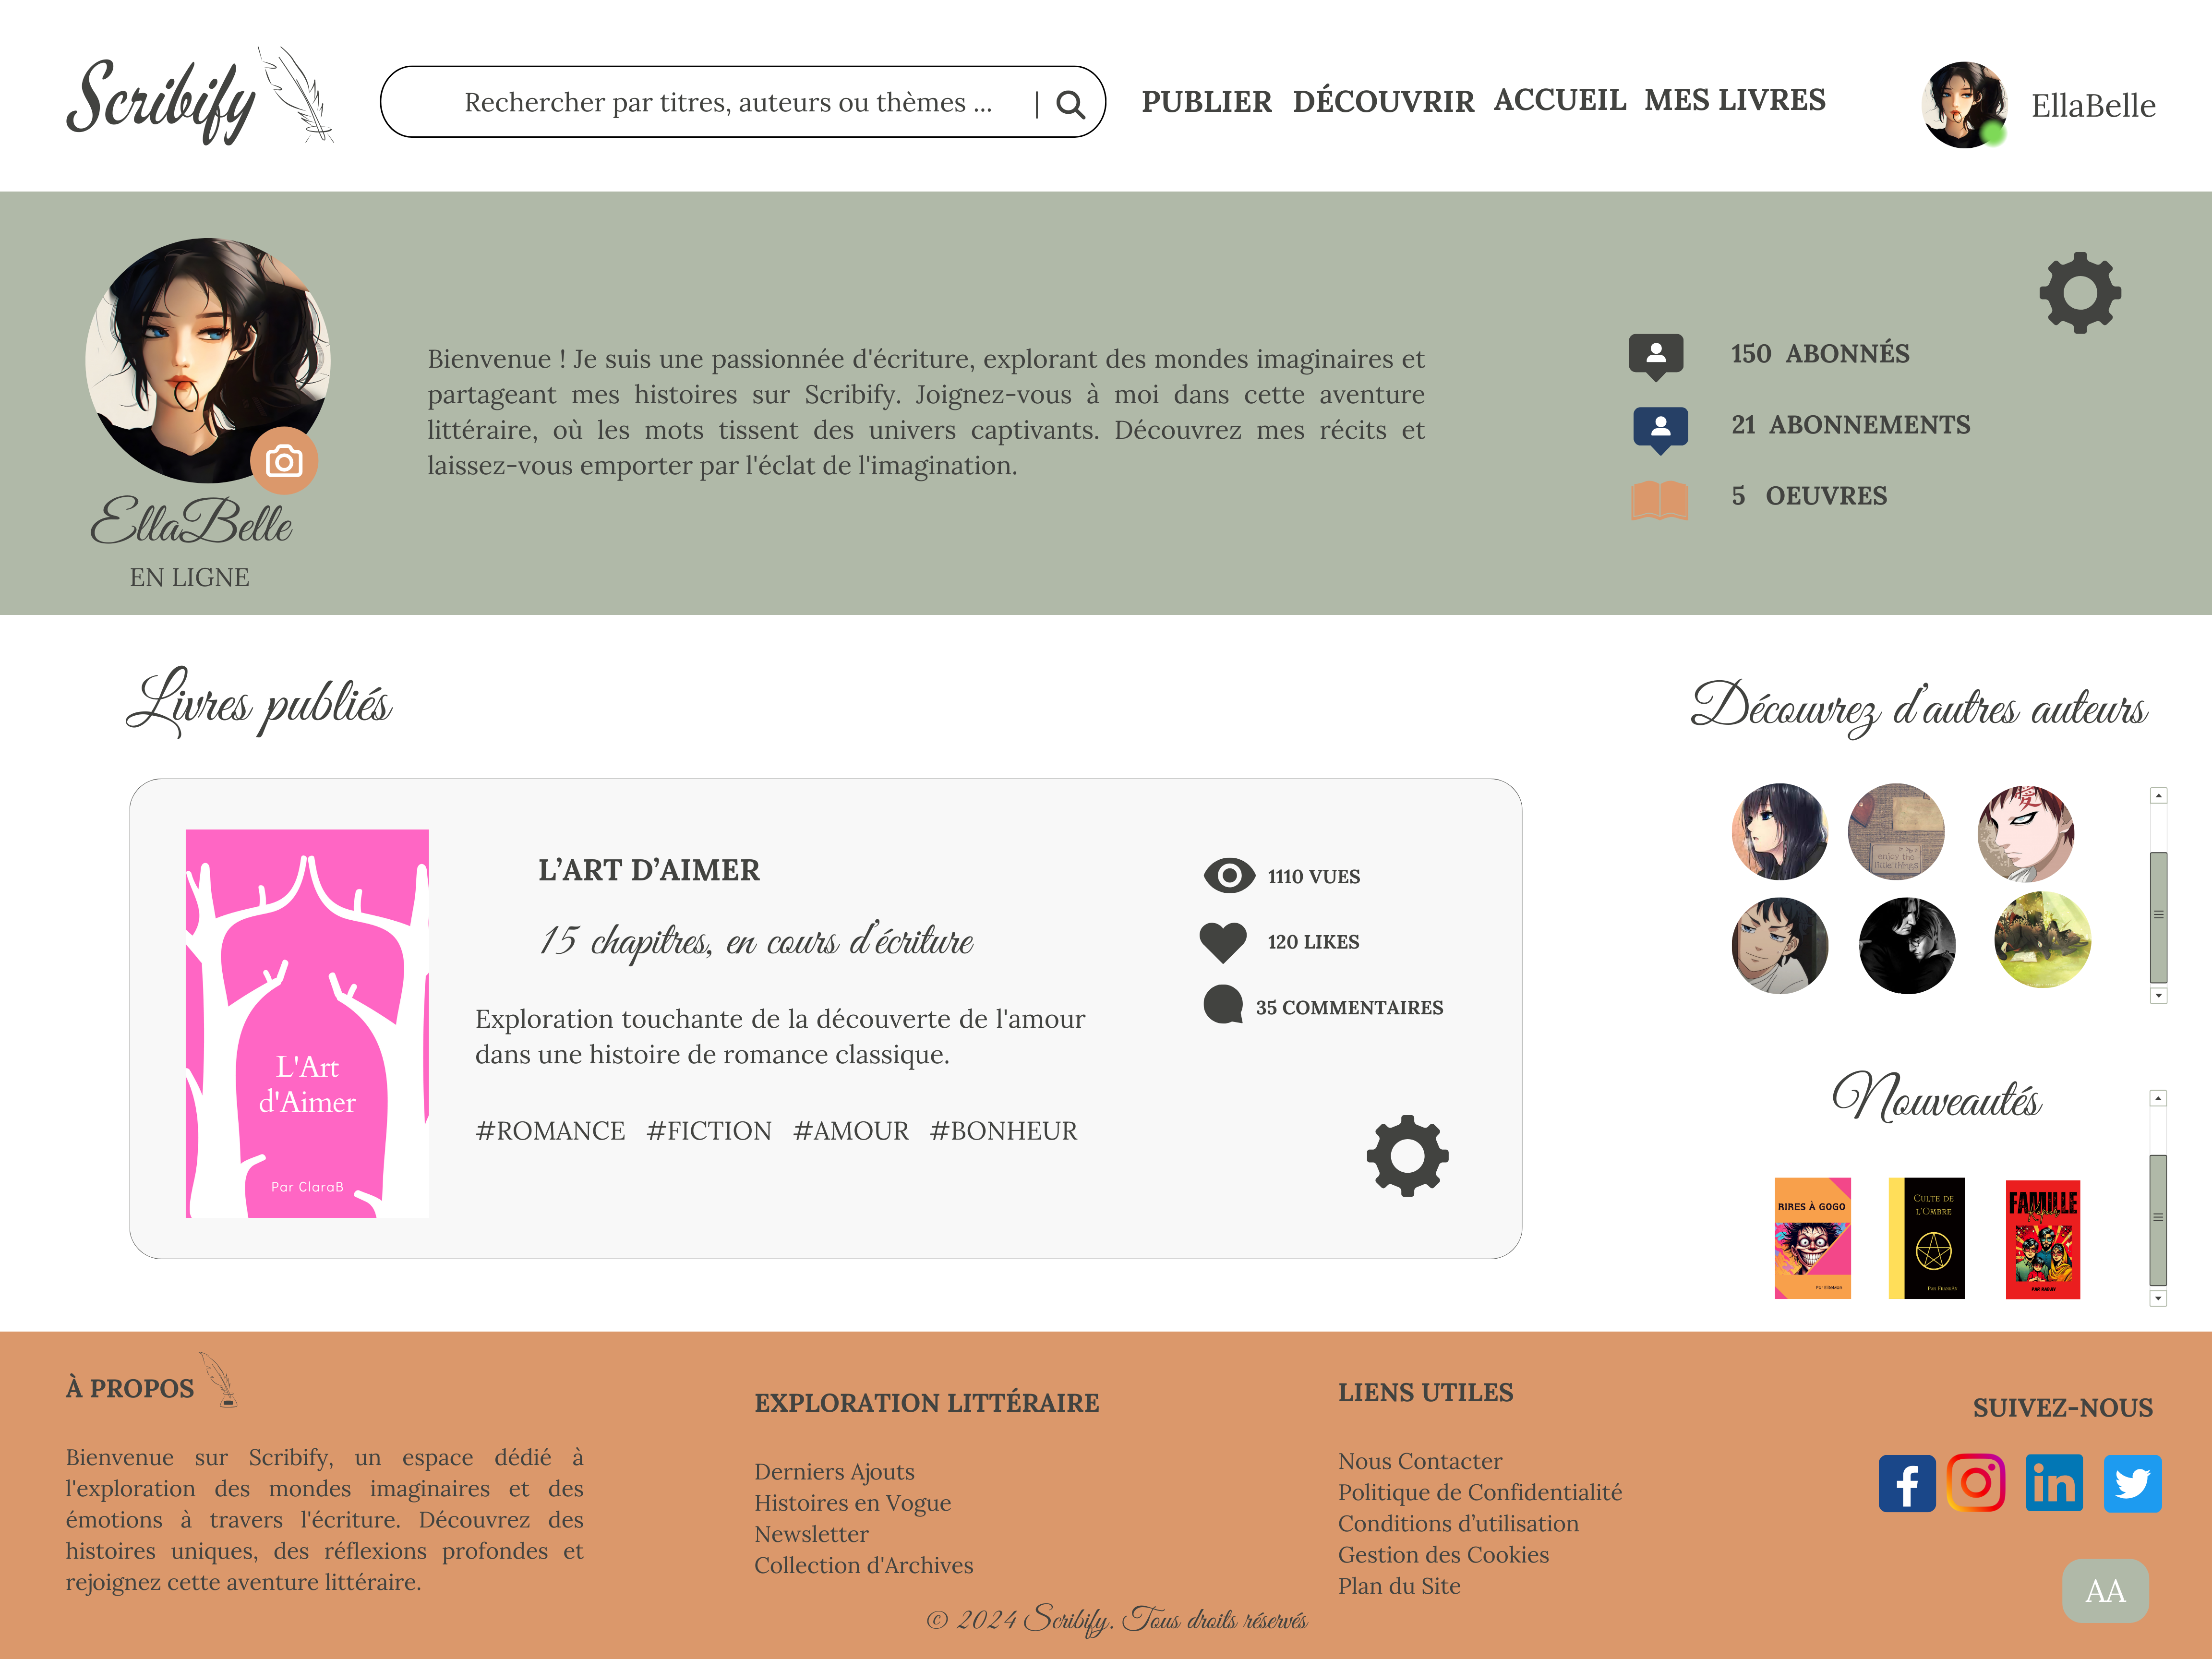 Scribify
Rechercher par titres, auteurs ou thèmes ... |
PUBLIER DÉCOUVRIR ACCUEIL MES LIVRES
EllaBelle
Bienvenue ! Je suis une passionnée d'écriture, explorant des mondes imaginaires et
partageant mes histoires sur Scribify. Joignez-vous à moi dans cette aventure
littéraire, où les mots tissent des univers captivants. Découvrez mes récits et
laissez-vous emporter par l'éclat de l'imagination.
150 ABONNÉS
21 ABONNEMENTS
5 OEUVRES
EllaBelle
EN LIGNE
Livres publiés
L'Art
d'Aimer
Par ClaraB
L’ART D’AIMER
15 chapitres, en cours d'écriture
Exploration touchante de la découverte de l'amour
dans une histoire de romance classique.
#ROMANCE #FICTION #AMOUR #BONHEUR
1110 VUES
120 LIKES
35 COMMENTAIRES
Découvrez d'autres auteurs
enjoy the
little things
愛
Nouveautés
RIRES À GOGO
CULTE DE
L'OMBRE
FAMILLE
À PROPOS
Bienvenue sur Scribify, un espace dédié à
l'exploration des mondes imaginaires et des
émotions à travers l'écriture. Découvrez des
histoires uniques, des réflexions profondes et
rejoignez cette aventure littéraire.
EXPLORATION LITTÉRAIRE
Derniers Ajouts
Histoires en Vogue
Newsletter
Collection d'Archives
LIENS UTILES
Nous Contacter
Politique de Confidentialité
Conditions d’utilisation
Gestion des Cookies
Plan du Site
SUIVEZ-NOUS
f
in
AA
© 2024 Scribify. Tous droits réservés